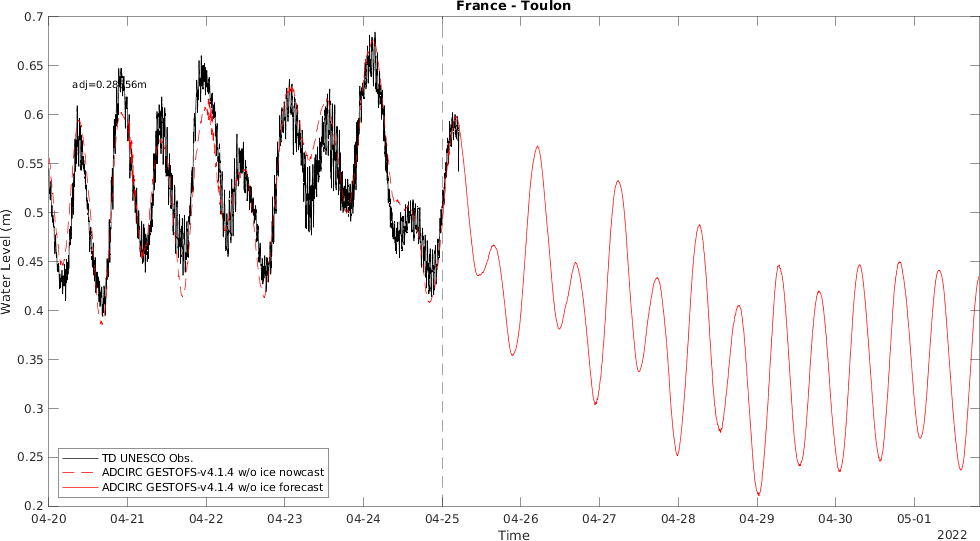 France - Toulon
0.7
0.65
0.6
0.55
0.5
0.45
0.4
0.35
0.3
0.25
0.2
Water Level (m)
TD UNESCO Obs.
ADCIRC GESTOFS-v4.1.4 w/o ice nowcast
ADCIRC GESTOFS-v4.1.4 w/o ice forecast
04-20 04-21 04-22 04-23 04-24 04-25 04-26 04-27 04-28 04-29 04-30 05-01
Time
2022